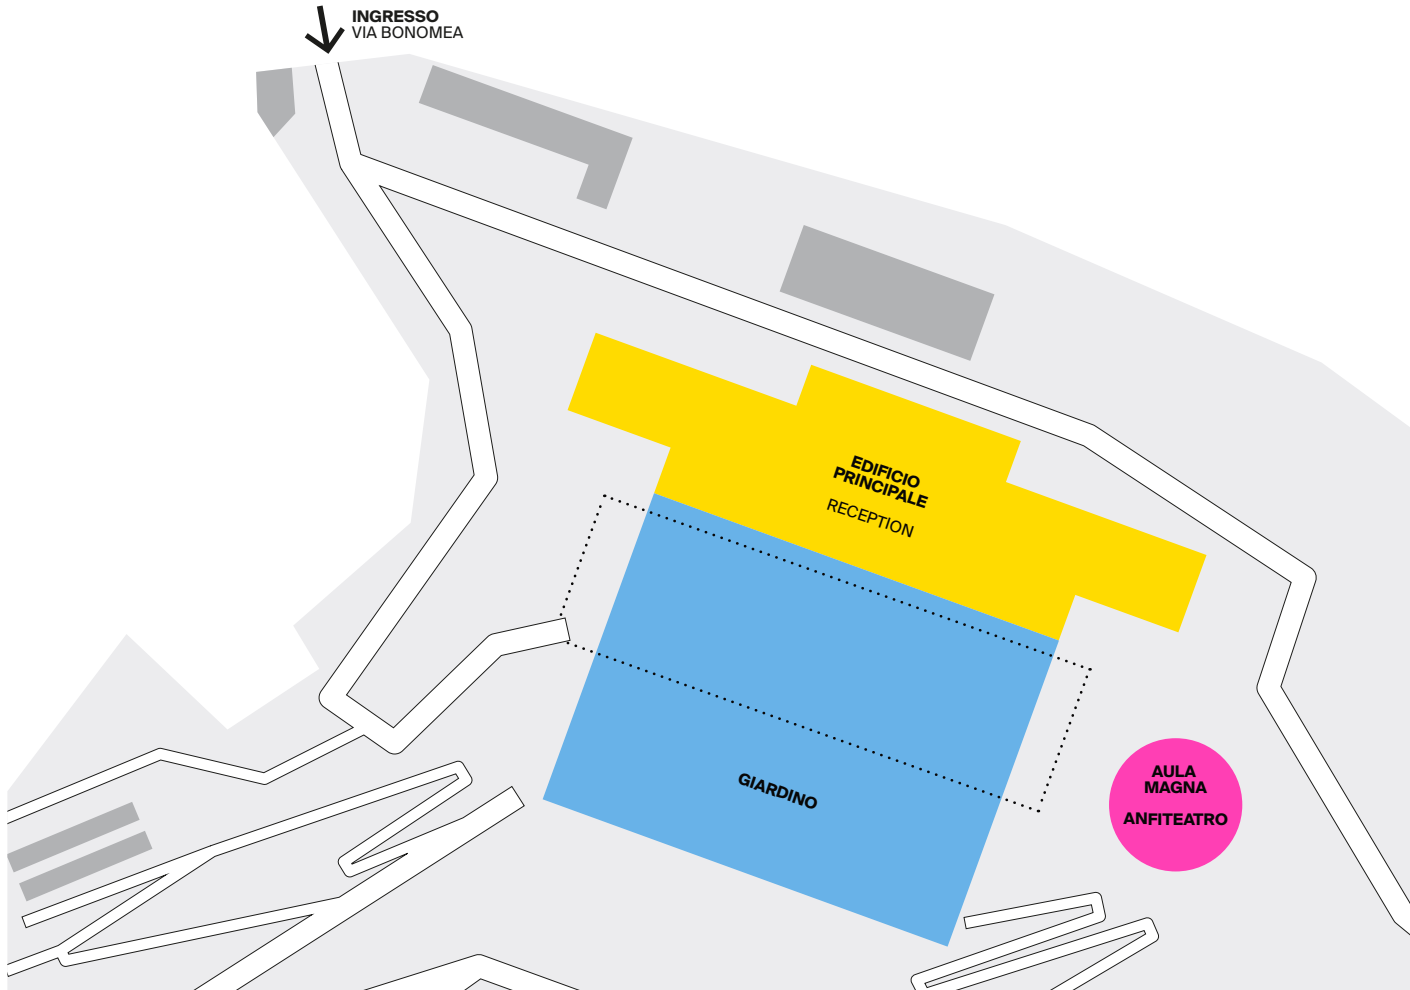 INGRESSO
VIA BONOMEA
EDIFICIO
PRINCIPALE
RECEPTION
GIARDINO
AULA
MAGNA
ANFITEATRO